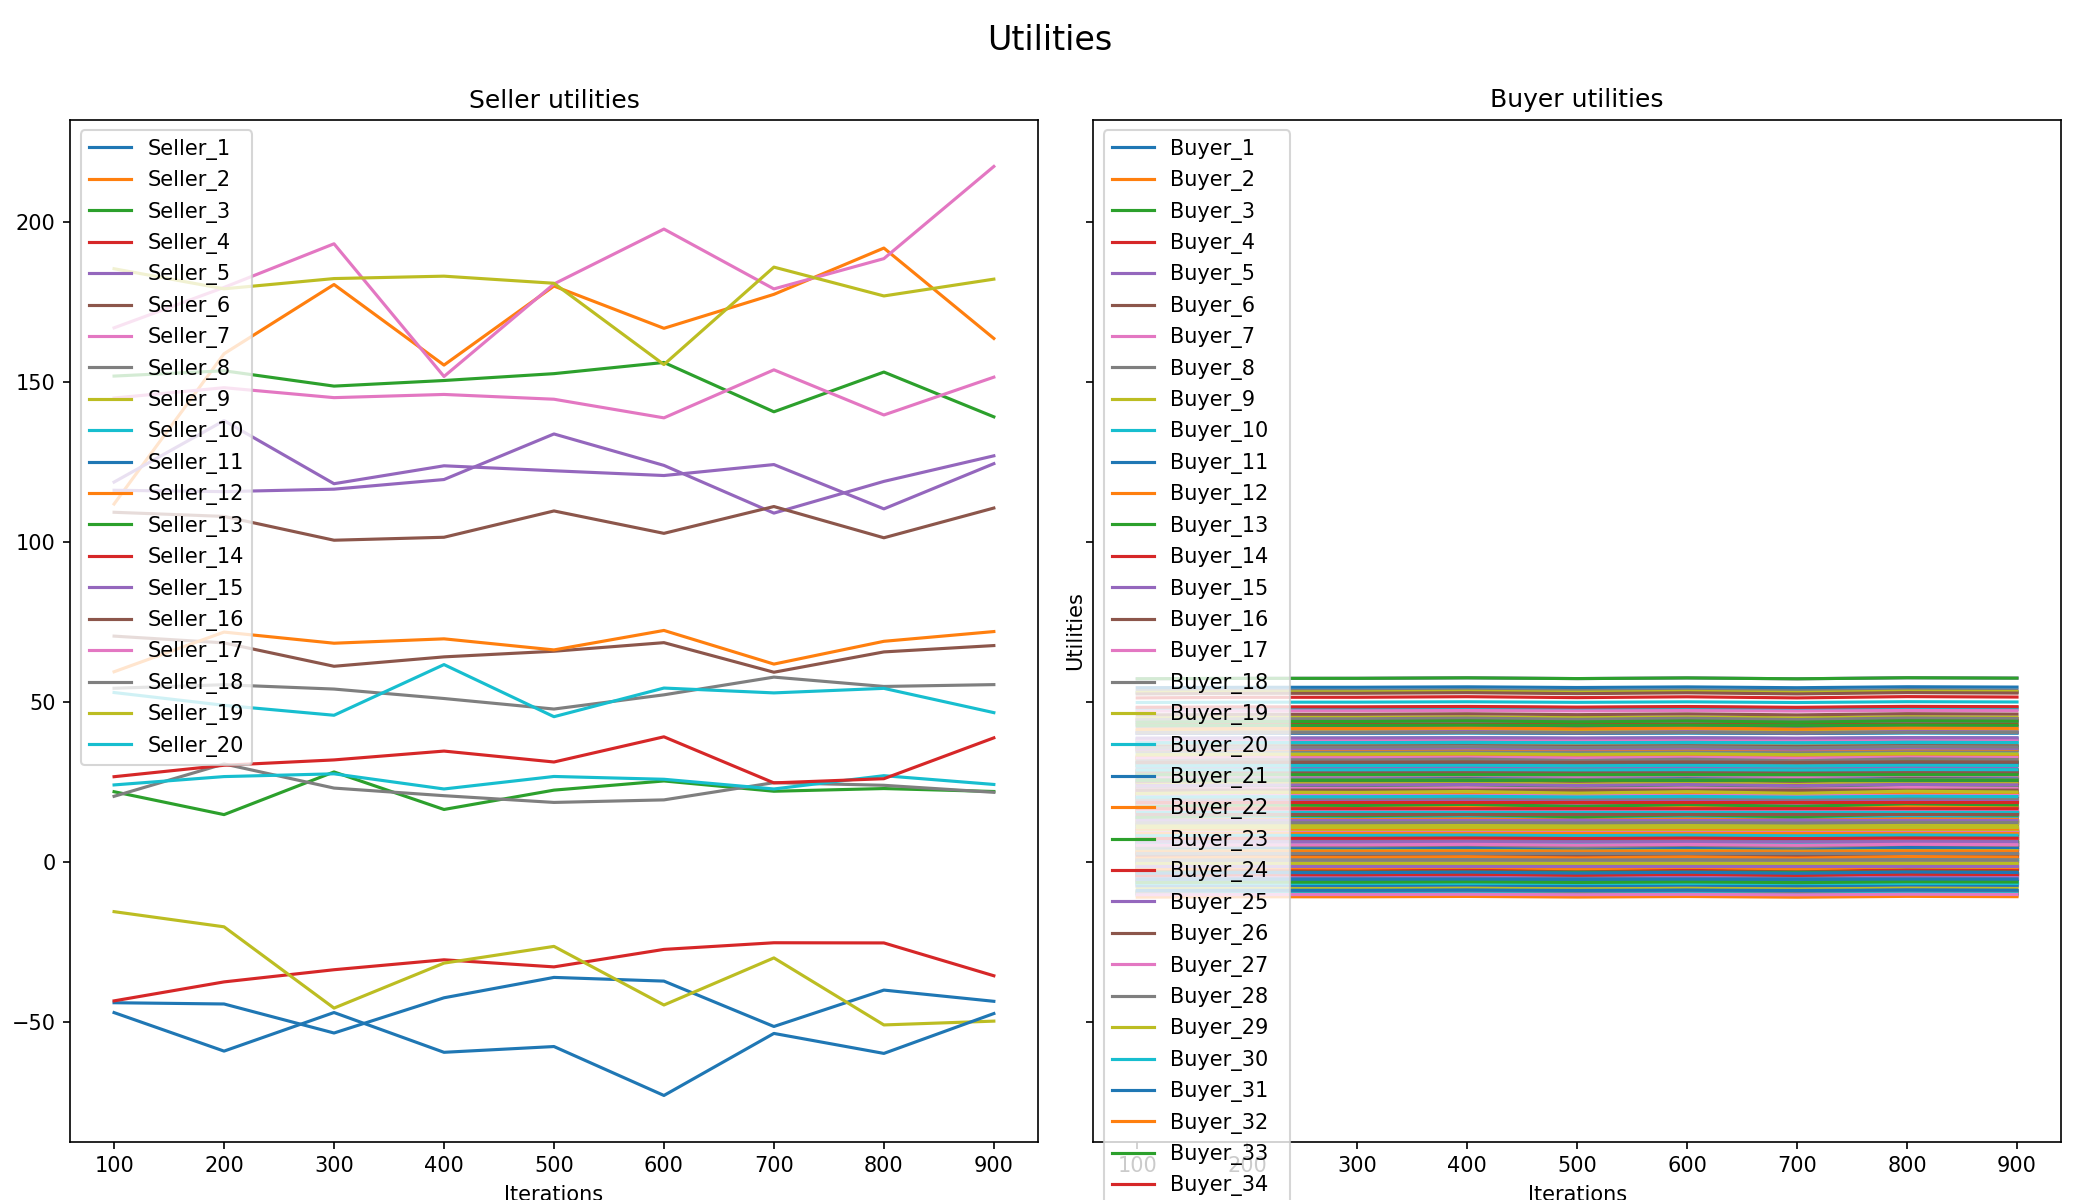 Utilities
Seller utilities
Seller_1
Seller_2
Seller_3
Seller_4
Seller_5
Seller_6
Seller_7
Seller_8
Seller_9
Seller_10
Seller_11
Seller_12
Seller_13
Seller_14
Seller_15
Seller_16
Seller_17
Seller_18
Seller_19
Seller_20
200
150
100
50
0
−50
100 200 300 400 500 600 700 800 900
Iterations
Buyer utilities
Utilities
Buyer_1
Buyer_2
Buyer_3
Buyer_4
Buyer_5
Buyer_6
Buyer_7
Buyer_8
Buyer_9
Buyer_10
Buyer_11
Buyer_12
Buyer_13
Buyer_14
Buyer_15
Buyer_16
Buyer_17
Buyer_18
Buyer_19
Buyer_20
Buyer_21
Buyer_22
Buyer_23
Buyer_24
Buyer_25
Buyer_26
Buyer_27
Buyer_28
Buyer_29
Buyer_30
Buyer_31
Buyer_32
Buyer_33
Buyer_34
100 200 300 400 500 600 700 800 900
Iterations